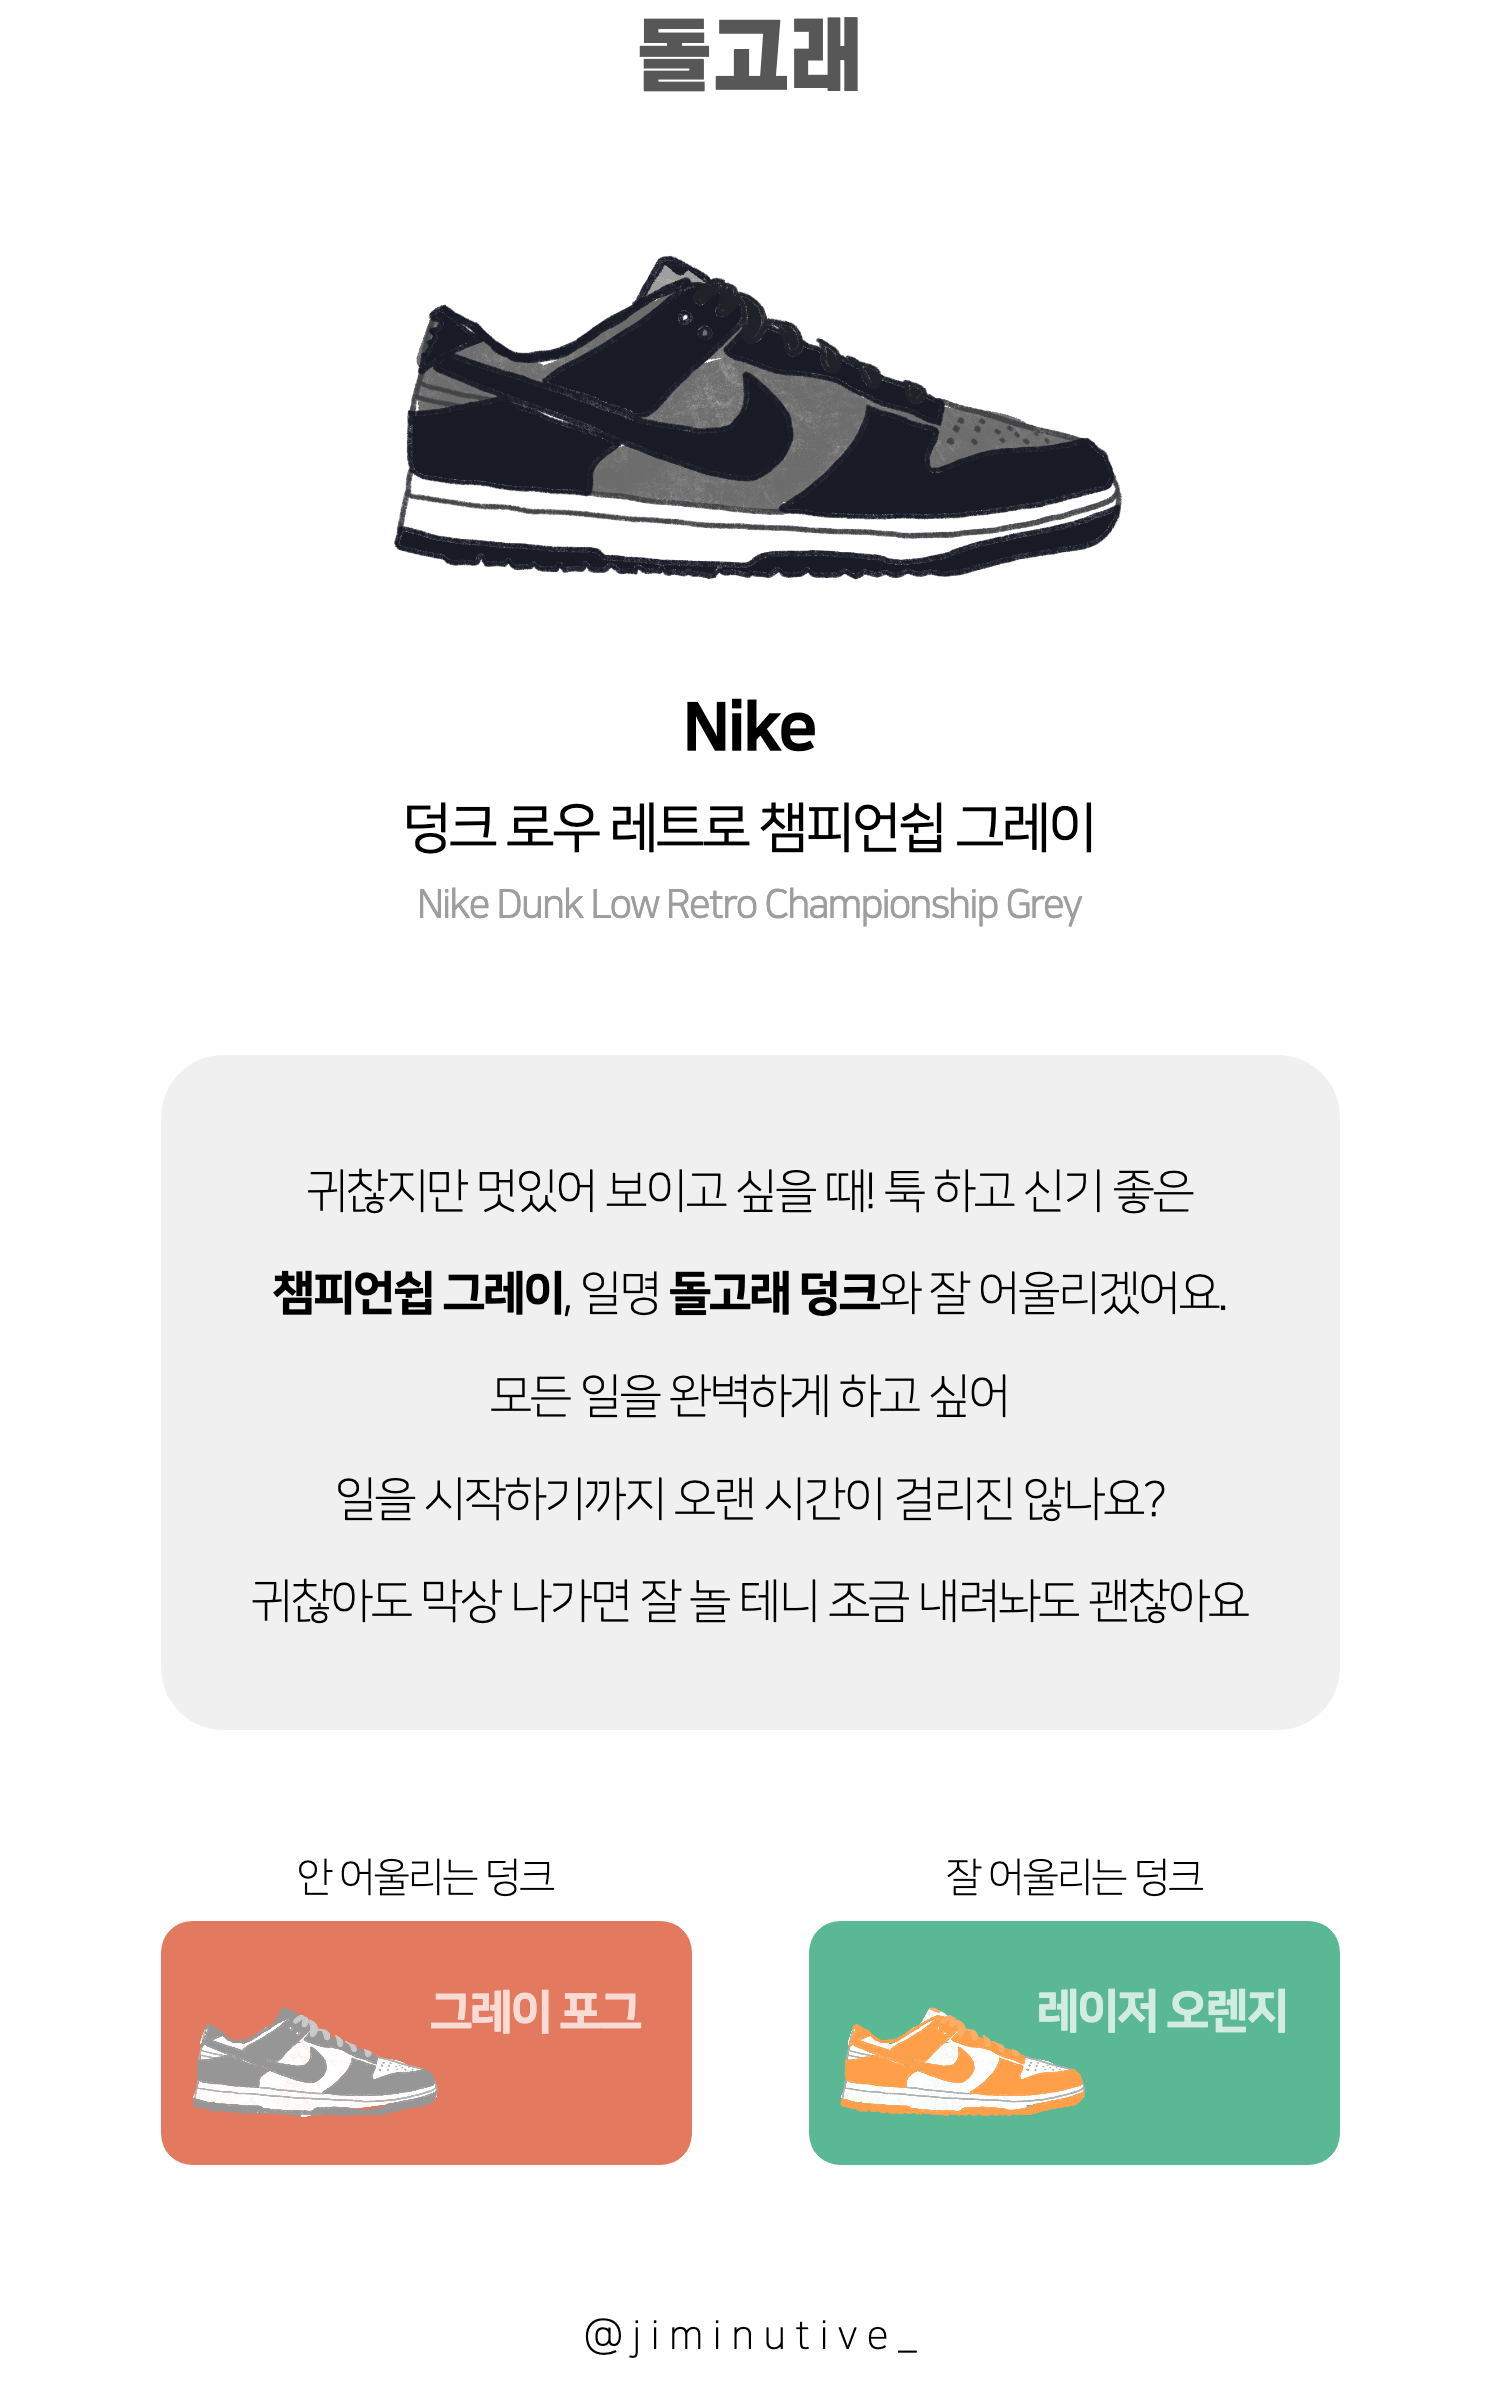 돌고래
Nike
덩크 로우 레트로 챔피언쉽 그레이
Nike Dunk Low Retro Championship Grey
귀찮지만 멋있어 보이고 싶을 때! 툭 하고 신기 좋은
챔피언쉽 그레이, 일명 돌고래 덩크와 잘 어울리겠어요.
모든 일을 완벽하게 하고 싶어
일을 시작하기까지 오랜 시간이 걸리진 않나요?
귀찮아도 막상 나가면 잘 놀 테니 조금 내려놔도 괜찮아요
안 어울리는 덩크
그레이 포그
잘 어울리는 덩크
레이저 오렌지
@jiminutive_